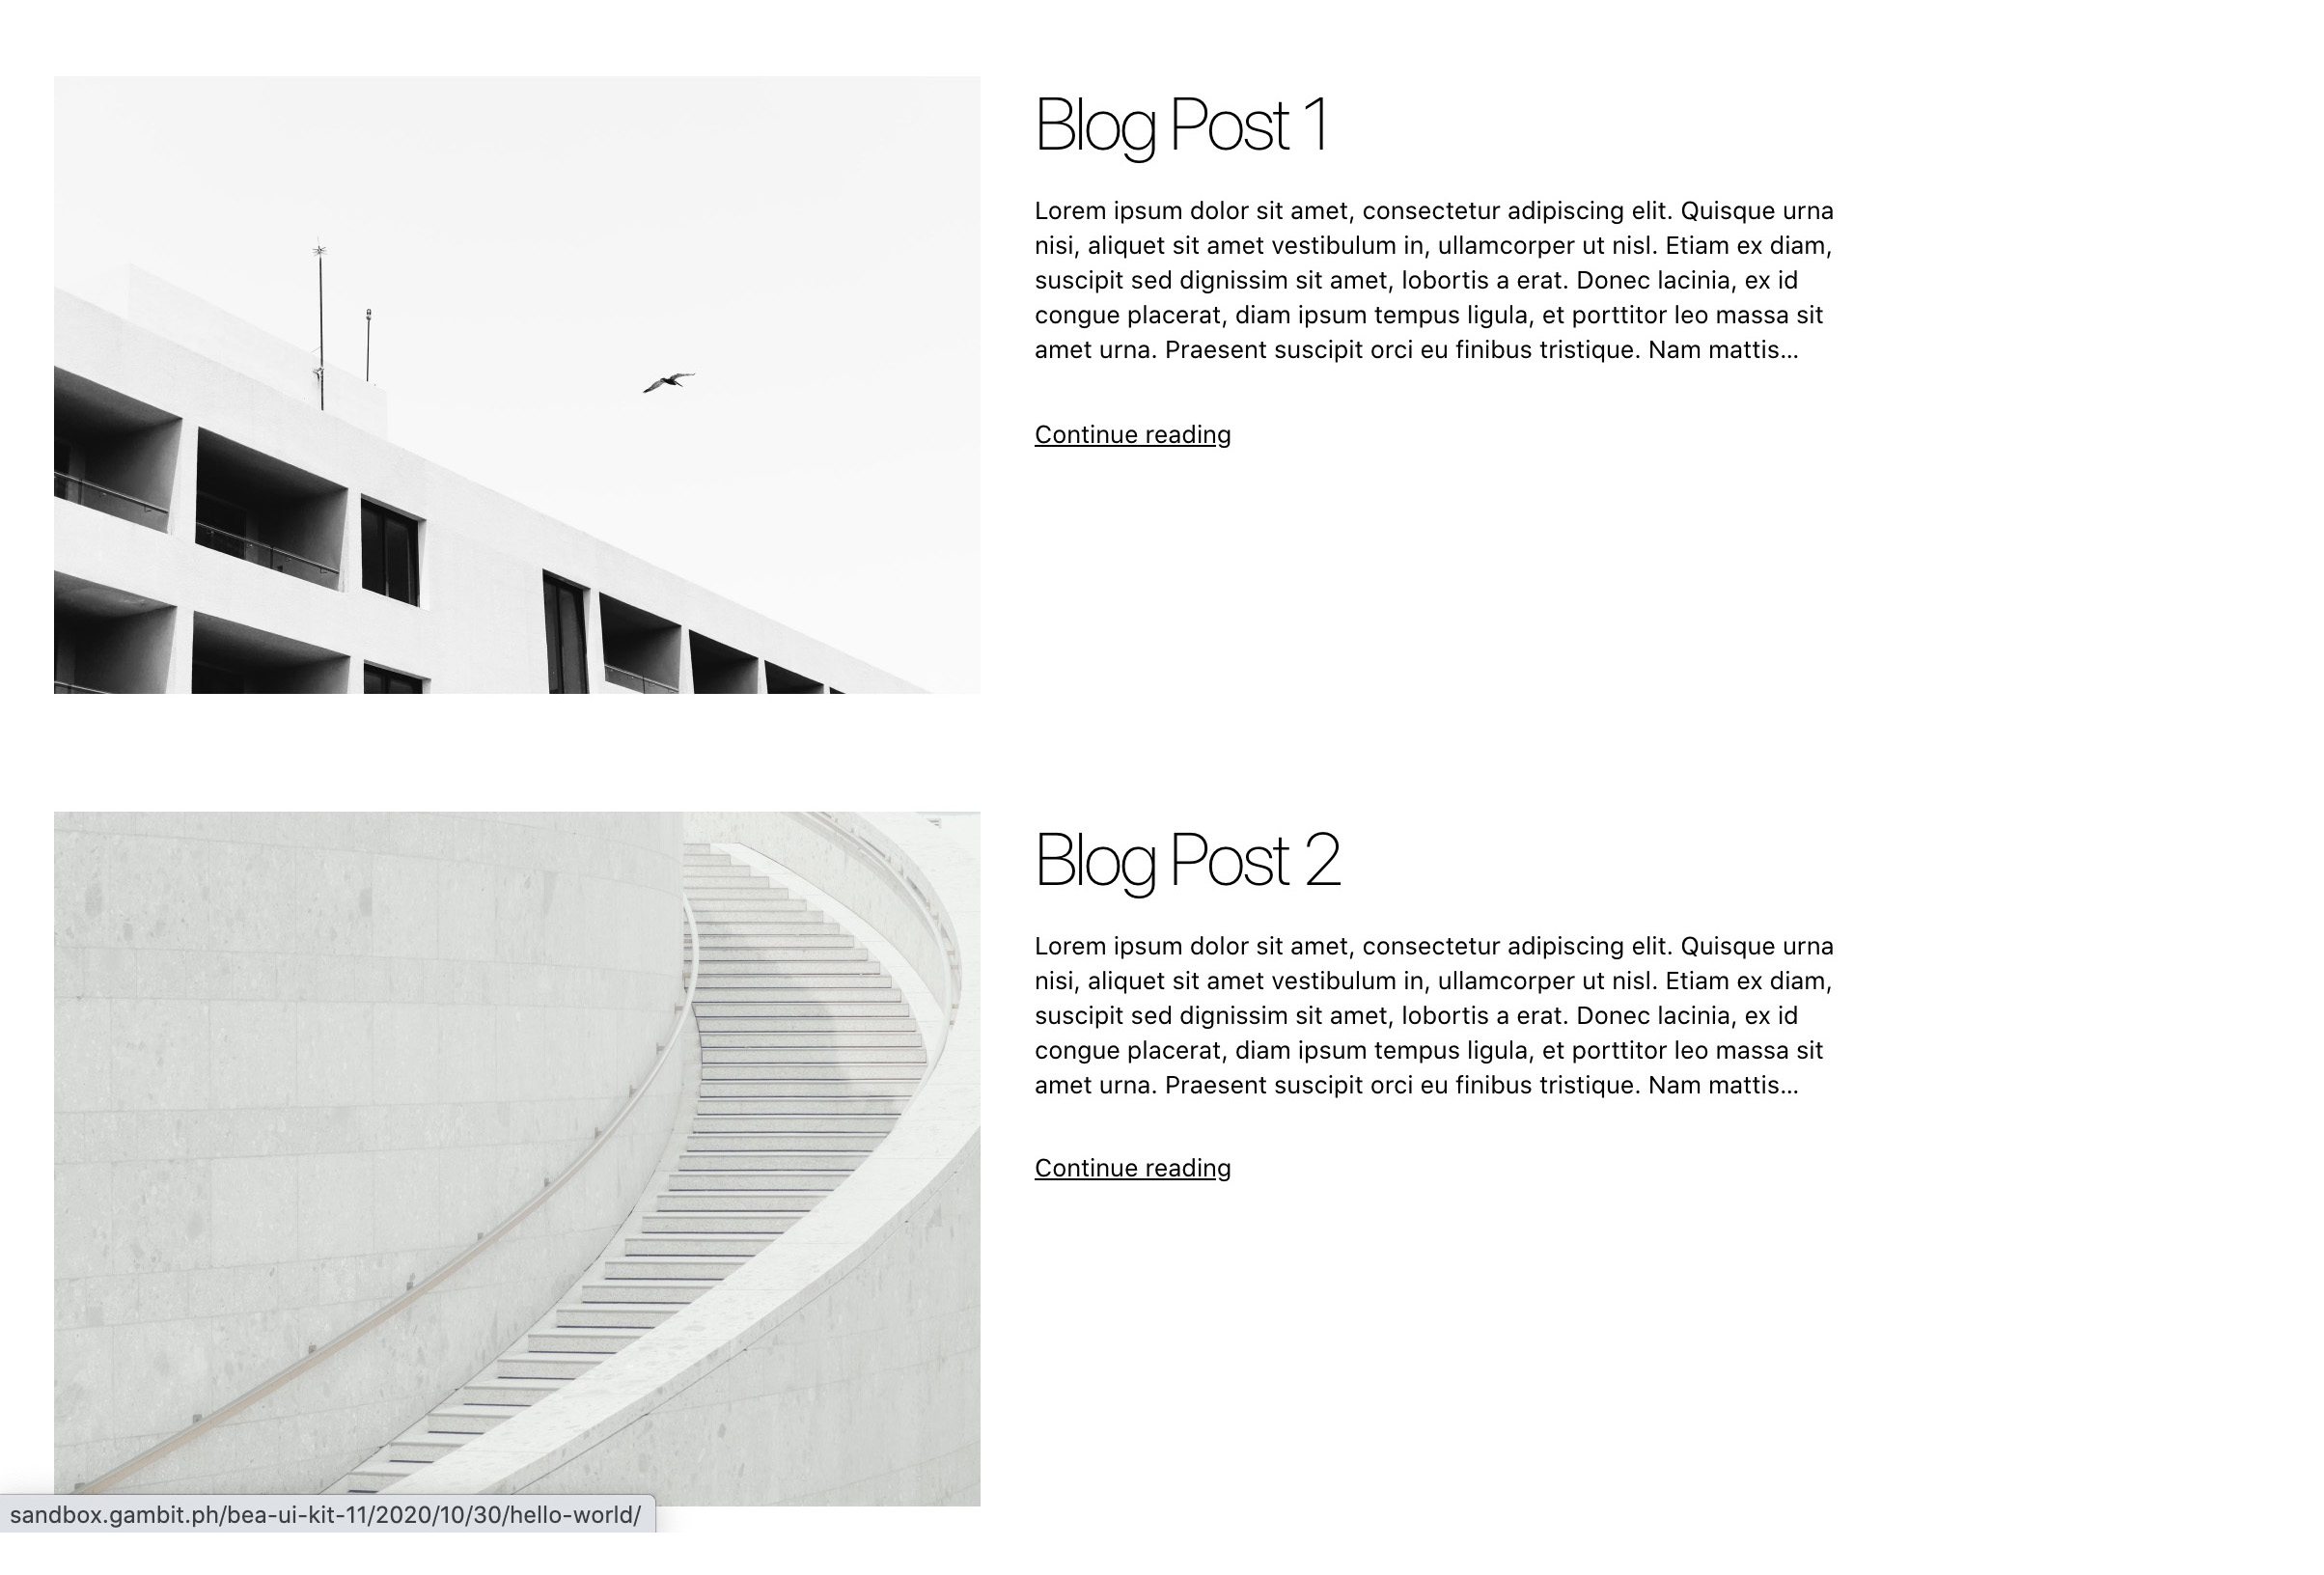 Blog Post 1
Lorem ipsum dolor sit amet, consectetur adipiscing elit. Quisque urna
nisi, aliquet sit amet vestibulum in, ullamcorper ut nisl. Etiam ex diam,
suscipit sed dignissim sit amet, lobortis a erat. Donec lacinia, ex id
congue placerat, diam ipsum tempus ligula, et porttitor leo massa sit
amet urna. Praesent suscipit orci eu finibus tristique. Nam mattis...
Continue reading
Blog Post 2
Lorem ipsum dolor sit amet, consectetur adipiscing elit. Quisque urna
nisi, aliquet sit amet vestibulum in, ullamcorper ut nisl. Etiam ex diam,
suscipit sed dignissim sit amet, lobortis a erat. Donec lacinia, ex id
congue placerat, diam ipsum tempus ligula, et porttitor leo massa sit
amet urna. Praesent suscipit orci eu finibus tristique. Nam mattis...
Continue reading
sandbox.gambit.ph/bea-ui-kit-11/2020/10/30/hello-world/